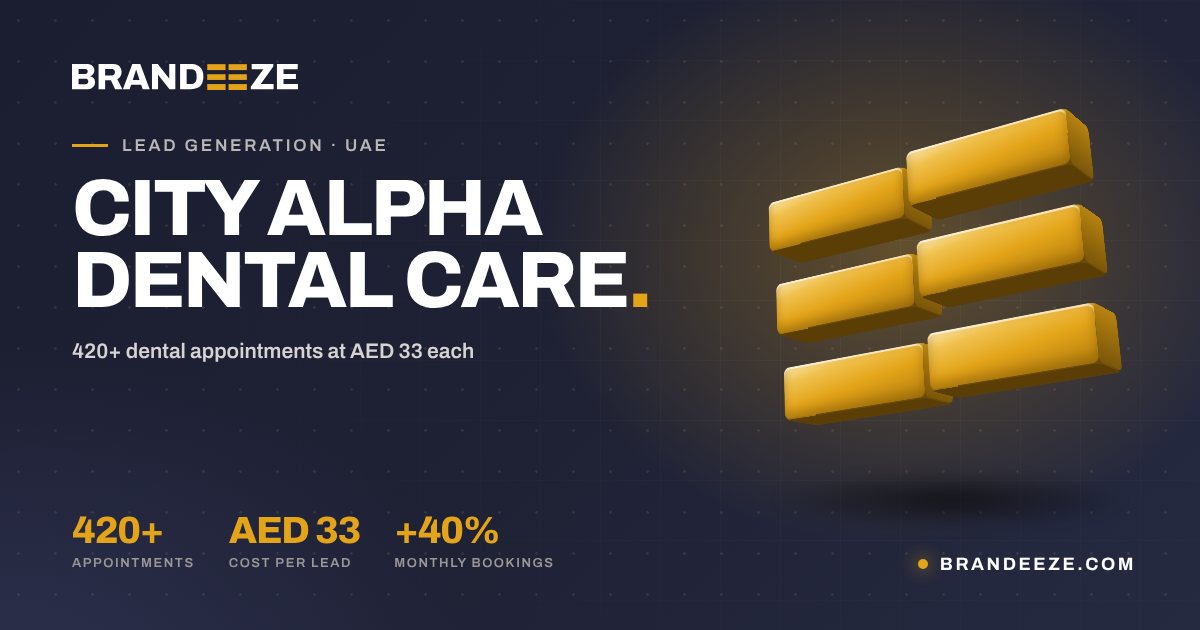 BRANDEEZE
LEAD GENERATION · UAE
CITY ALPHA
DENTAL CARE.
420+ dental appointments at AED 33 each
420+ AED 33 +40%
APPOINTMENTS COST PER LEAD MONTHLY BOOKINGS
BRANDEEZE.COM